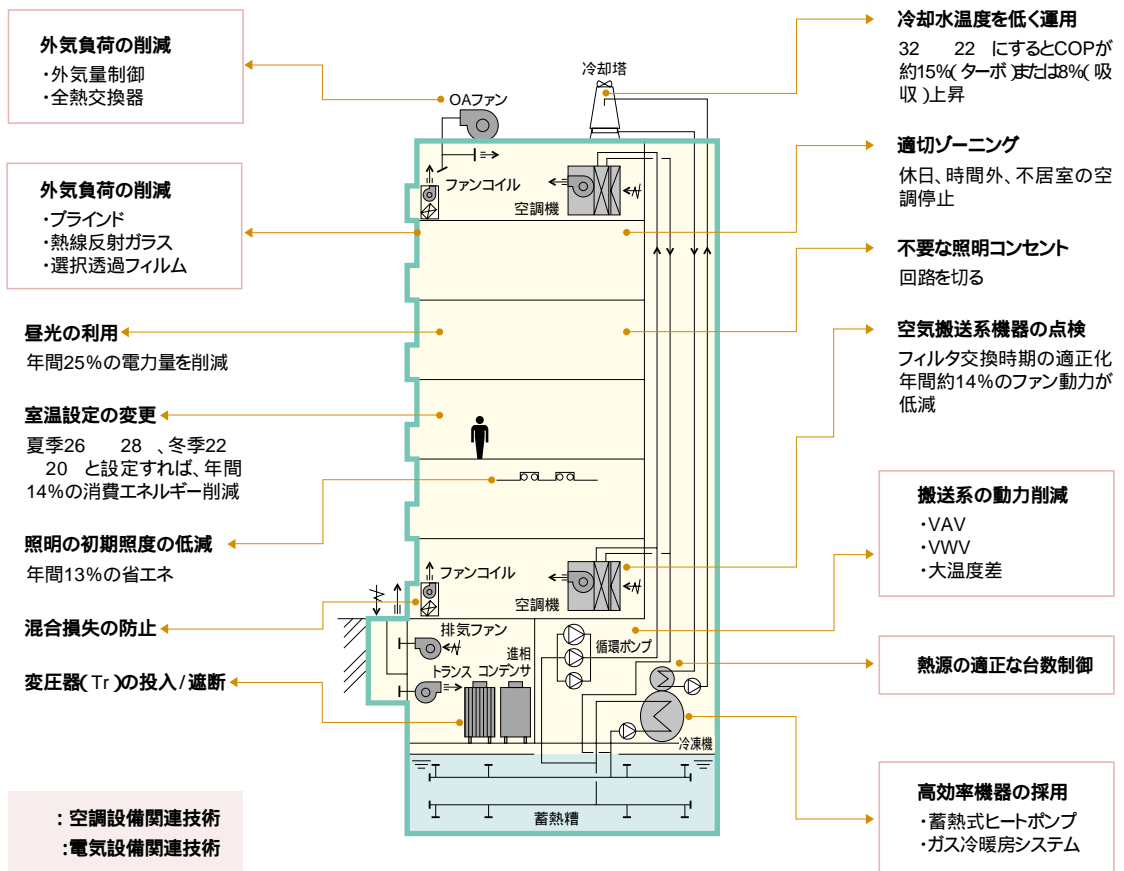 外気負荷の削減
・外気量制御
・全熱交換器
外気負荷の削減
・ブラインド
・熱線反射ガラス
・選択透過フィルム
昼光の利用
年間25%の電力量を削減
室温設定の変更
夏季26　28　、冬季22
20　と設定すれば、年間
14%の消費エネルギー削減
照明の初期照度の低減
年間13%の省エネ
混合損失の防止
変圧器(Tr)の投入/遮断
：空調設備関連技術
：電気設備関連技術
OAファン
冷却塔
ファンコイル
空調機
ファンコイル
空調機
排気ファン
循環ポンプ
進相
トランス コンデンサ
冷凍機
蓄熱糟
冷却水温度を低く運用
32　22　にするとCOPが
約15%(ターボ)または8%(吸
収)上昇
適切ゾーニング
休日、時間外、不居室の空
調停止
不要な照明コンセント
回路を切る
空気搬送系機器の点検
フィルタ交換時期の適正化
年間約14%のファン動力が
低減
搬送系の動力削減
・VAV
・VWV
・大温度差
熱源の適正な台数制御
高効率機器の採用
・蓄熱式ヒートポンプ
・ガス冷暖房システム